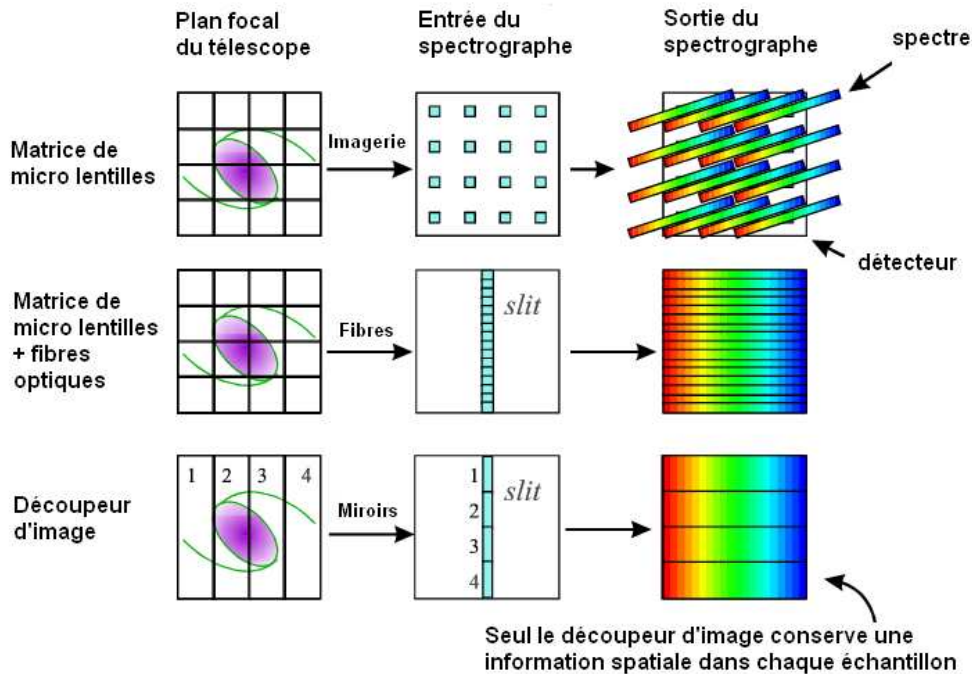 Plan focal
du télescope
Entrée du
spectrographe
Sortie du
spectrographe
spectre
Matrice de
micro lentilles
Imagerie
détecteur
Matrice de
micro lentilles
+ fibres
optiques
Fibres
slit
Découpeur
d'image
1 2 3 4
Miroirs
1
2
3
4
slit
Seul le découpeur d'image conserve une
information spatiale dans chaque échantillon